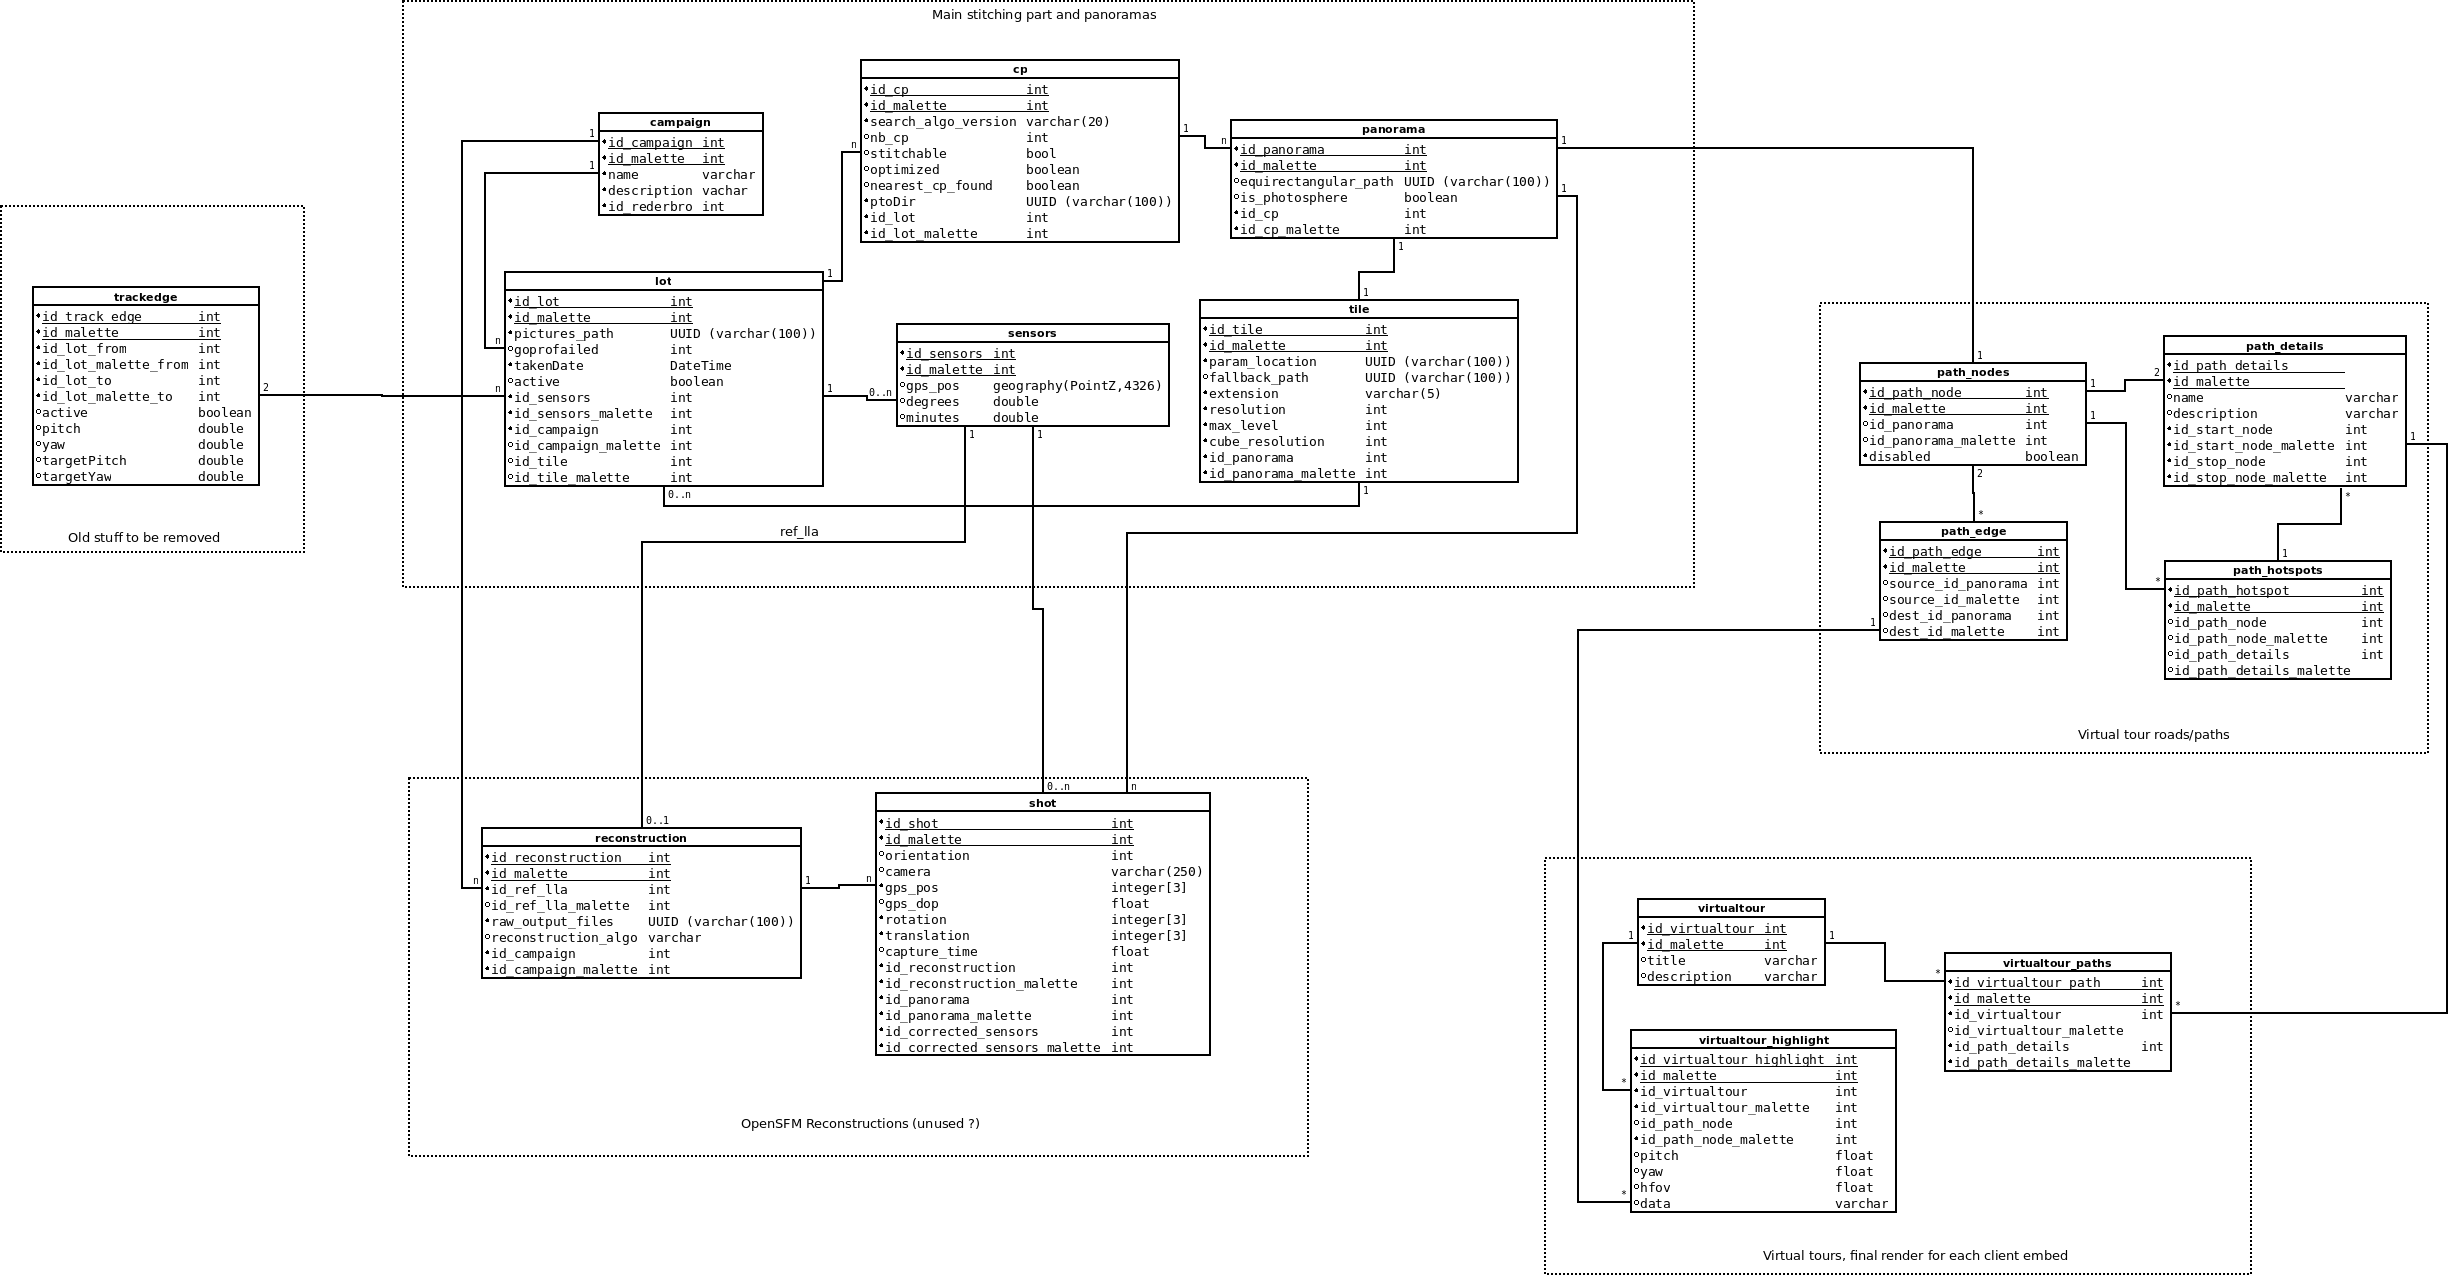 Main stitching part and panoramas
cp
id_cp int
id_malette int
search_algo_version varchar(20)
nb_cp int
stitchable bool
optimized boolean
nearest_cp_found boolean
ptoDir UUID (varchar(100))
id_lot int
id_lot_malette int
campaign
id_campaign int
id_malette int
name varchar
description vachar
id_rederbro int
panorama
id_panorama int
id_malette int
equirectangular_path UUID (varchar(100))
is_photosphere boolean
id_cp int
id_cp_malette int
1
1
n
1
n
1
1
1
1
1
n
n
1
0..n
1
1
0..n
1
trackedge
id_track_edge int
id_malette int
id_lot_from int
id_lot_malette_from int
id_lot_to int
id_lot_malette_to int
active boolean
pitch double
yaw double
targetPitch double
targetYaw double
2
Old stuff to be removed
lot
id_lot int
id_malette int
pictures_path UUID (varchar(100))
goprofailed int
takenDate DateTime
active boolean
id_sensors int
id_sensors_malette int
id_campaign int
id_campaign_malette int
id_tile int
id_tile_malette int
sensors
id_sensors int
id_malette int
gps_pos geography(PointZ,4326)
degrees double
minutes double
1
1
ref_lla
tile
id_tile int
id_malette int
param_location UUID (varchar(100))
fallback_path UUID (varchar(100))
extension varchar(5)
resolution int
max_level int
cube_resolution int
id_panorama int
id_panorama_malette int
1
path_nodes
id_path_node int
id_malette int
id_panorama int
id_panorama_malette int
disabled boolean
1
2
1
2
*
path_details
id_path_details
id_malette
name varchar
description varchar
id_start_node int
id_start_node_malette int
id_stop_node int
id_stop_node_malette int
1
*
1
path_edge
id_path_edge int
id_malette int
source_id_panorama int
source_id_malette int
dest_id_panorama int
dest_id_malette int
1
path_hotspots
id_path_hotspot int
id_malette int
id_path_node int
id_path_node_malette int
id_path_details int
id_path_details_malette
*
Virtual tour roads/paths
0..1
reconstruction
id_reconstruction int
id_malette int
id_ref_lla int
id_ref_lla_malette int
raw_output_files UUID (varchar(100))
reconstruction_algo varchar
id_campaign int
id_campaign_malette int
n
1
n
0..n
n
shot
id_shot int
id_malette int
orientation int
camera varchar(250)
gps_pos integer[3]
gps_dop float
rotation integer[3]
translation integer[3]
capture_time float
id_reconstruction int
id_reconstruction_malette int
id_panorama int
id_panorama_malette int
id_corrected_sensors int
id_corrected_sensors_malette int
OpenSFM Reconstructions (unused ?)
virtualtour
id_virtualtour int
id_malette int
title varchar
description varchar
1
1
*
*
virtualtour_paths
id_virtualtour_path int
id_malette int
id_virtualtour int
id_virtualtour_malette
id_path_details int
id_path_details_malette
virtualtour_highlight
id_virtualtour_highlight int
id_malette int
id_virtualtour int
id_virtualtour_malette int
id_path_node int
id_path_node_malette int
pitch float
yaw float
hfov float
data varchar
*
*
Virtual tours, final render for each client embed